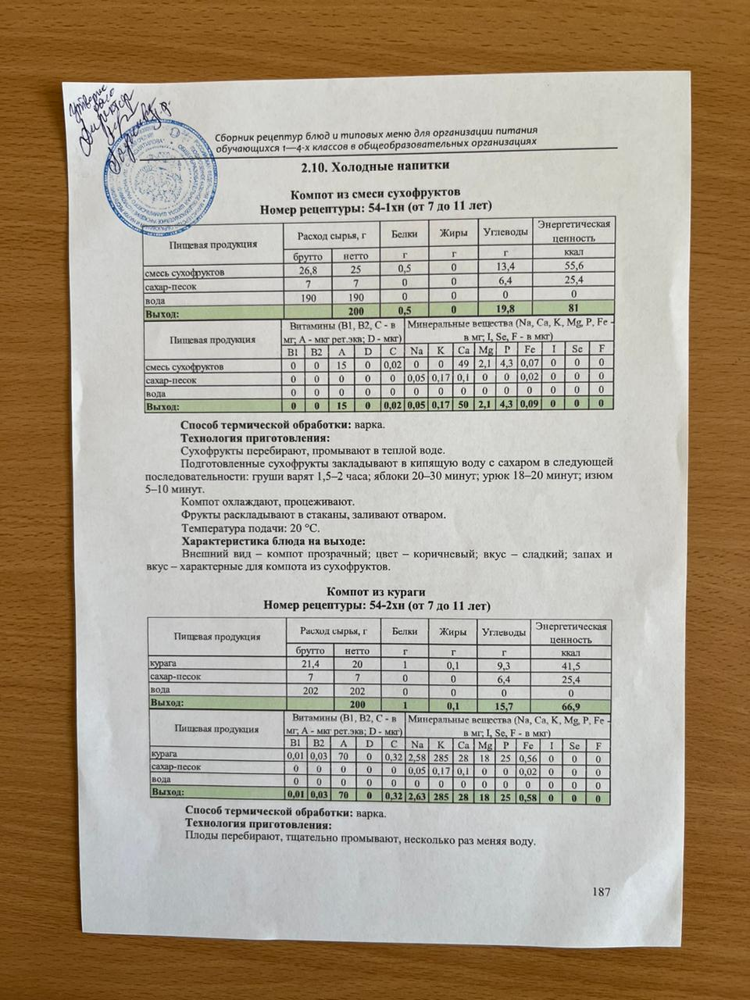 Утверждаю
Директор
Сборник рецептур блюд и типовых меню для организации питания
обучающихся 1—4-х классов в общеобразовательных организациях
2.10. Холодные напитки
Компот из смеси сухофруктов
Номер рецептуры: 54-1хн (от 7 до 11 лет)
Пищевая продукция Расход сырья, г Белки Жиры Углеводы Энергетическая ценность
брутто нетто г г г ккал
смесь сухофруктов 26,8 25 0,5 0 13,4 55,6
сахар-песок 7 7 0 0 6,4 25,4
вода 190 190 0 0 0 0
Выход: 200 0,5 0 19,8 81
Пищевая продукция Витамины (B1, B2, C - в мг; A - мкг рет.экв; D - мкг) Минеральные вещества (Na, Ca, K, Mg, P, Fe - в мг; I, Se, F - в мкг)
B1 B2 A D C Na K Ca Mg P Fe I Se F
смесь сухофруктов 0 0 15 0 0,02 0 0 49 2,1 4,3 0,07 0 0 0
сахар-песок 0 0 0 0 0 0,05 0,17 0,1 0 0 0,02 0 0 0
вода 0 0 0 0 0 0 0 0 0 0 0 0 0 0
Выход: 0 0 15 0 0,02 0,05 0,17 50 2,1 4,3 0,09 0 0 0
Способ термической обработки: варка.
Технология приготовления:
Сухофрукты перебирают, промывают в теплой воде.
Подготовленные сухофрукты закладывают в кипящую воду с сахаром в следующей
последовательности: груши варят 1,5–2 часа; яблоки 20–30 минут; урюк 18–20 минут; изюм
5–10 минут.
Компот охлаждают, процеживают.
Фрукты раскладывают в стаканы, заливают отваром.
Температура подачи: 20 °C.
Характеристика блюда на выходе:
Внешний вид – компот прозрачный; цвет – коричневый; вкус – сладкий; запах и
вкус – характерные для компота из сухофруктов.
Компот из кураги
Номер рецептуры: 54-2хн (от 7 до 11 лет)
Пищевая продукция Расход сырья, г Белки Жиры Углеводы Энергетическая ценность
брутто нетто г г г ккал
курага 21,4 20 1 0,1 9,3 41,5
сахар-песок 7 7 0 0 6,4 25,4
вода 202 202 0 0 0 0
Выход: 200 1 0,1 15,7 66,9
Пищевая продукция Витамины (B1, B2, C - в мг; A - мкг рет.экв; D - мкг) Минеральные вещества (Na, Ca, K, Mg, P, Fe - в мг; I, Se, F - в мкг)
B1 B2 A D C Na K Ca Mg P Fe I Se F
курага 0,01 0,03 70 0 0,32 2,58 285 28 18 25 0,56 0 0 0
сахар-песок 0 0 0 0 0 0,05 0,17 0,1 0 0 0,02 0 0 0
вода 0 0 0 0 0 0 0 0 0 0 0 0 0 0
Выход: 0,01 0,03 70 0 0,32 2,63 285 28 18 25 0,58 0 0 0
Способ термической обработки: варка.
Технология приготовления:
Плоды перебирают, тщательно промывают, несколько раз меняя воду.
187